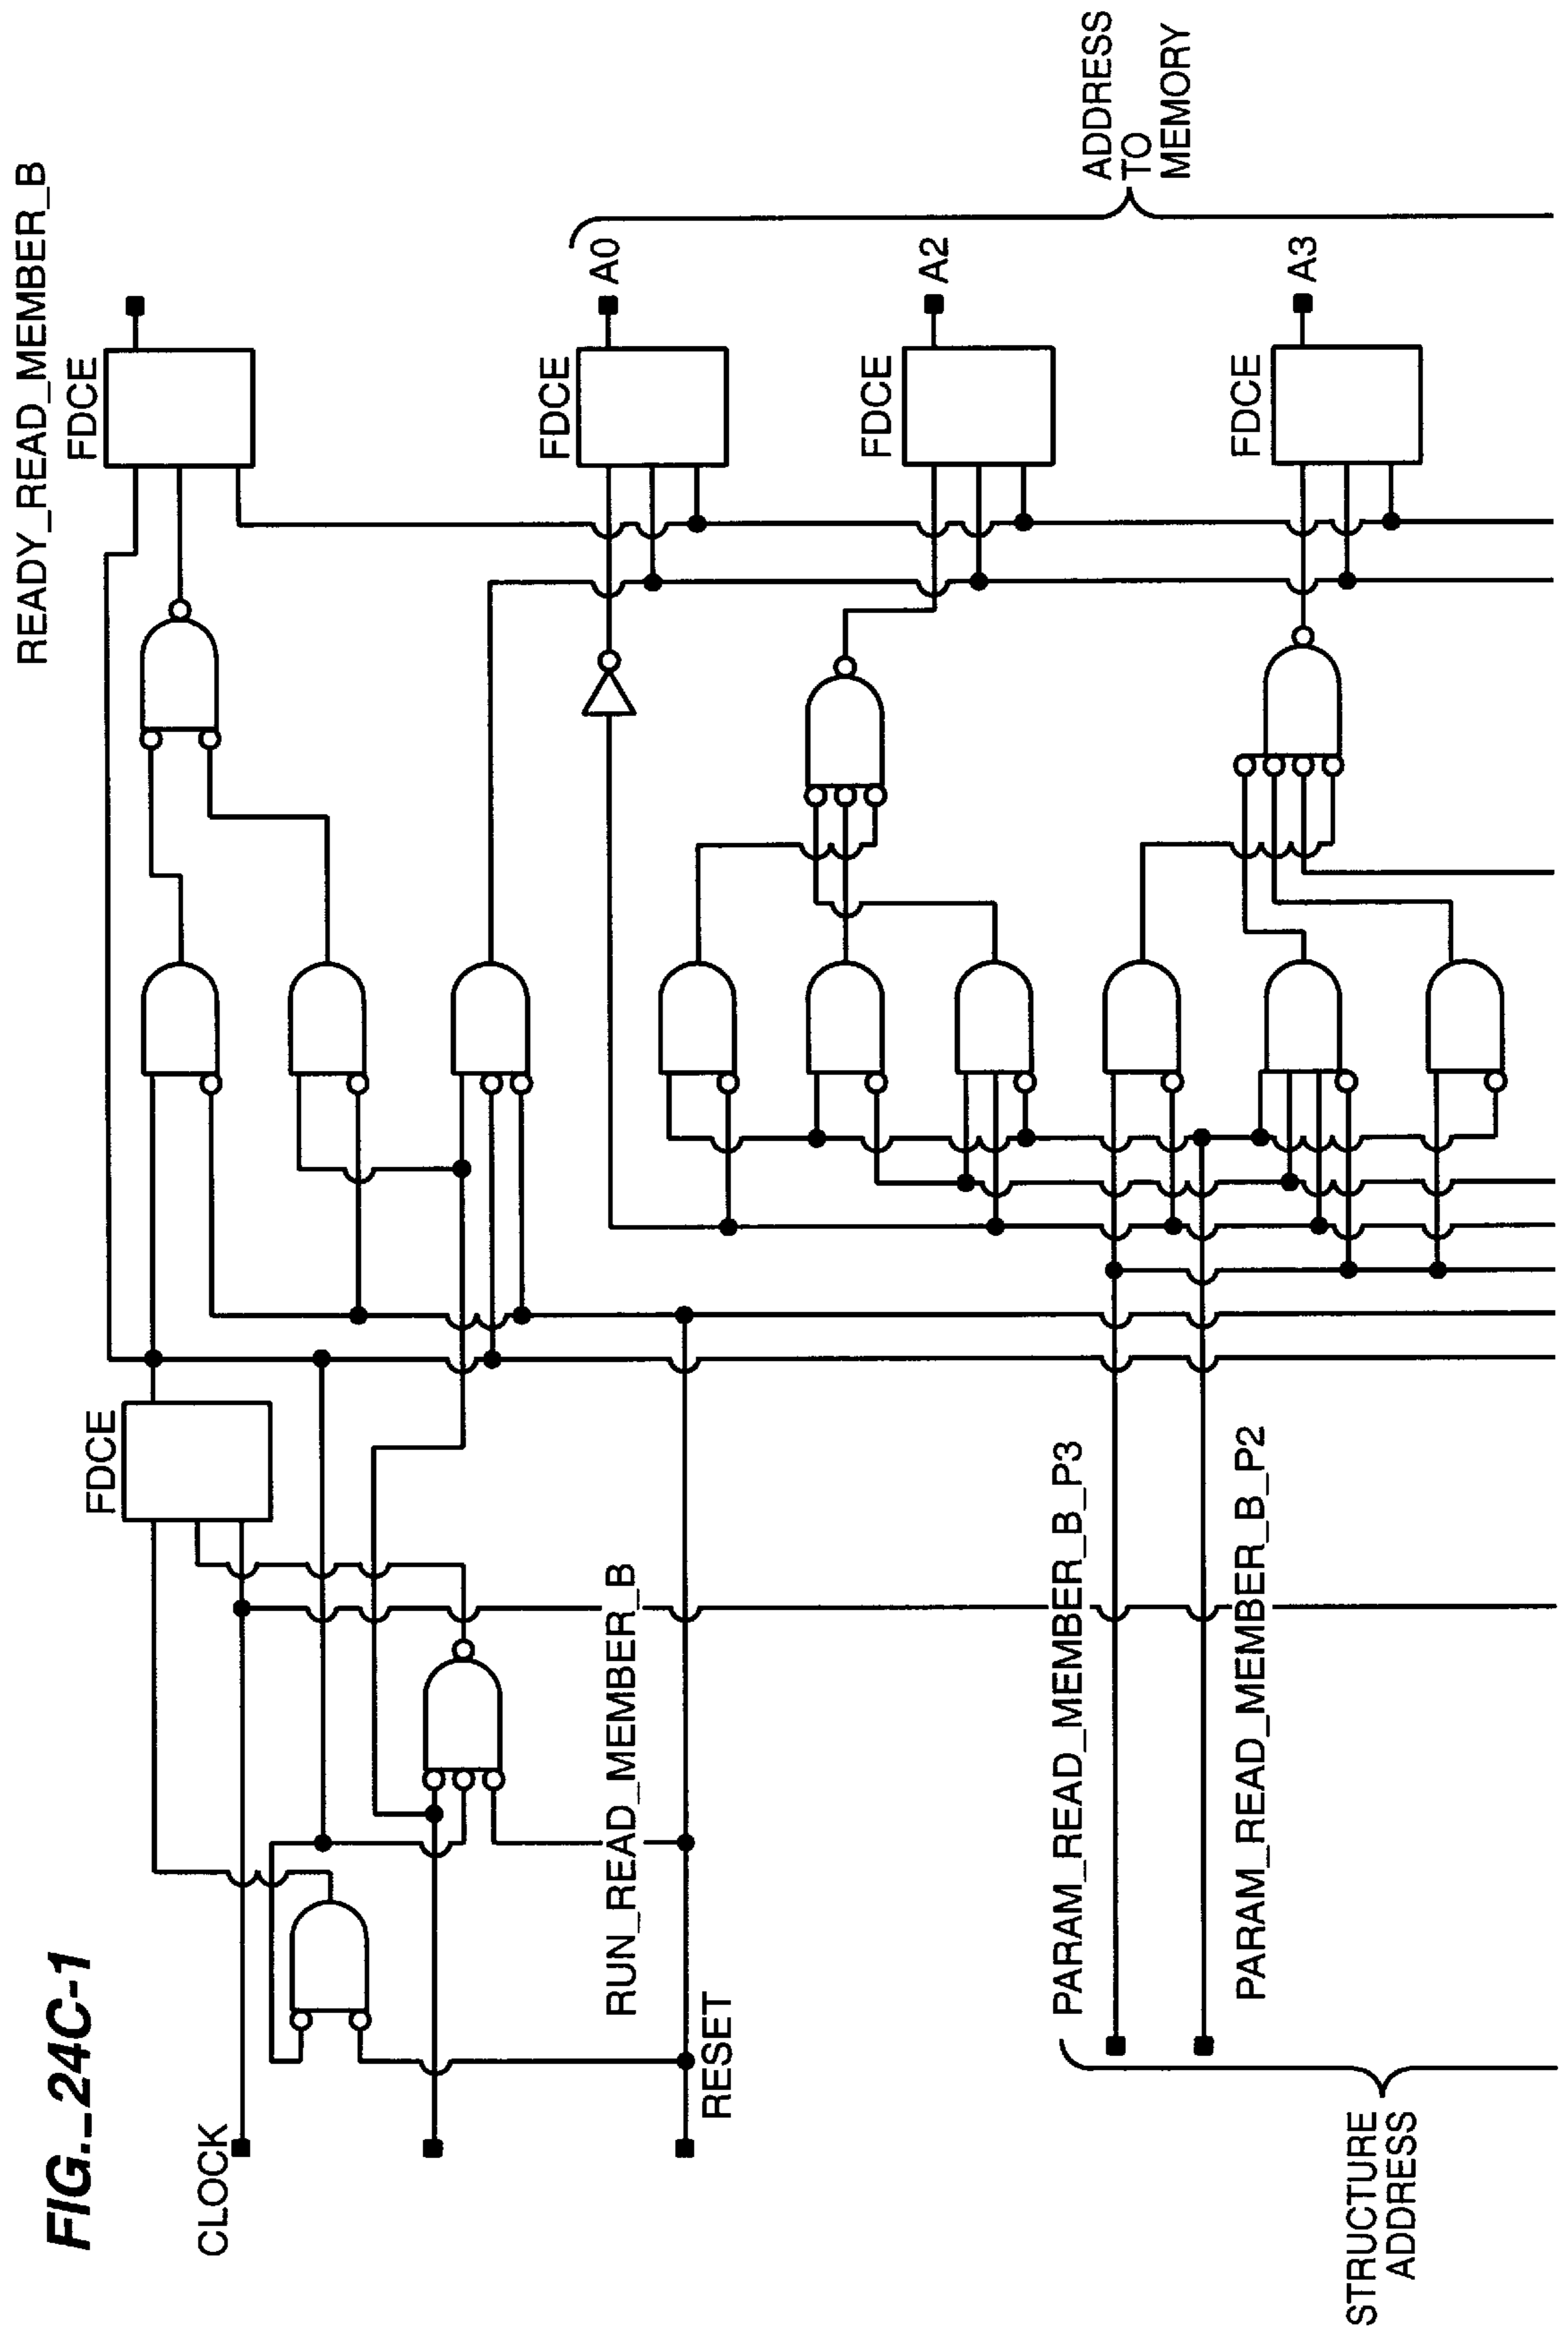 FIG._24C-1
READY_READ_MEMBER_B
FDCE
FDCE
CLOCK
FDCE
A0
RUN_READ_MEMBER_B
RESET
FDCE
A2
ADDRESS
TO
MEMORY
PARAM_READ_MEMBER_B_P3
PARAM_READ_MEMBER_B_P2
FDCE
A3
STRUCTURE
ADDRESS